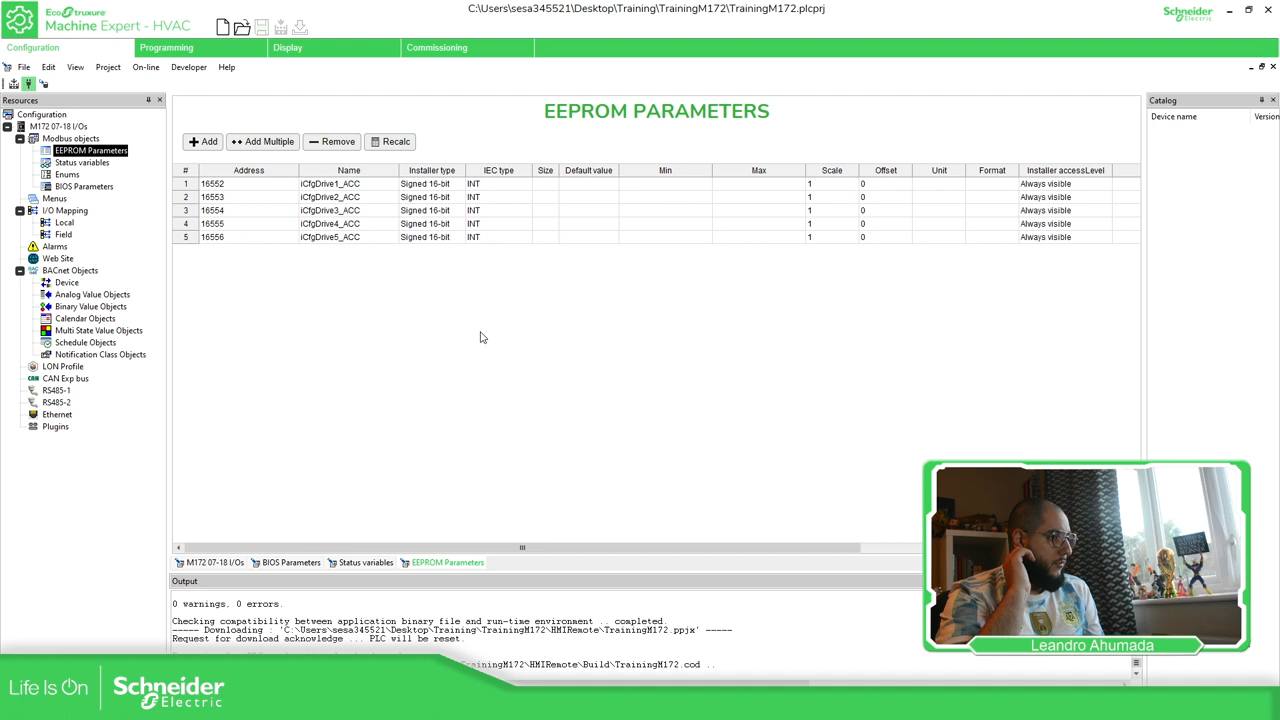 C:\Users\sesa345521\Desktop\Training\TrainingM172\TrainingM172.plcprj
EcoStruxure
Machine Expert - HVAC
Schneider Electric
Configuration Programming Display Commissioning
File Edit View Project On-line Developer Help
Resources
Configuration
M172 07-18 I/Os
Modbus objects
EEPROM Parameters
Status variables
Enums
BIOS Parameters
Menus
I/O Mapping
Local
Field
Alarms
Web Site
BACnet Objects
Device
Analog Value Objects
Binary Value Objects
Calendar Objects
Multi State Value Objects
Schedule Objects
Notification Class Objects
LON Profile
CAN Exp bus
RS485-1
RS485-2
Ethernet
Plugins
EEPROM PARAMETERS
Add Add Multiple Remove Recalc
# Address Name Installer type IEC type Size Default value Min Max Scale Offset Unit Format Installer accessLevel
1 16552 iCfgDrive1_ACC Signed 16-bit INT 1 0 Always visible
2 16553 iCfgDrive2_ACC Signed 16-bit INT 1 0 Always visible
3 16554 iCfgDrive3_ACC Signed 16-bit INT 1 0 Always visible
4 16555 iCfgDrive4_ACC Signed 16-bit INT 1 0 Always visible
5 16556 iCfgDrive5_ACC Signed 16-bit INT 1 0 Always visible
Catalog
Device name Version
M172 07-18 I/Os BIOS Parameters Status variables EEPROM Parameters
Output
0 warnings, 0 errors.
Checking compatibility between application binary file and run-time environment .. completed.
----- Downloading : 'C:\Users\sesa345521\Desktop\Training\TrainingM172\HMIRemote\TrainingM172.ppjx' -----
Request for download acknowledge ... PLC will be reset.
TrainingM172\HMIRemote\Build\TrainingM172.cod ..
Leandro Ahumada
Life Is On
Schneider Electric